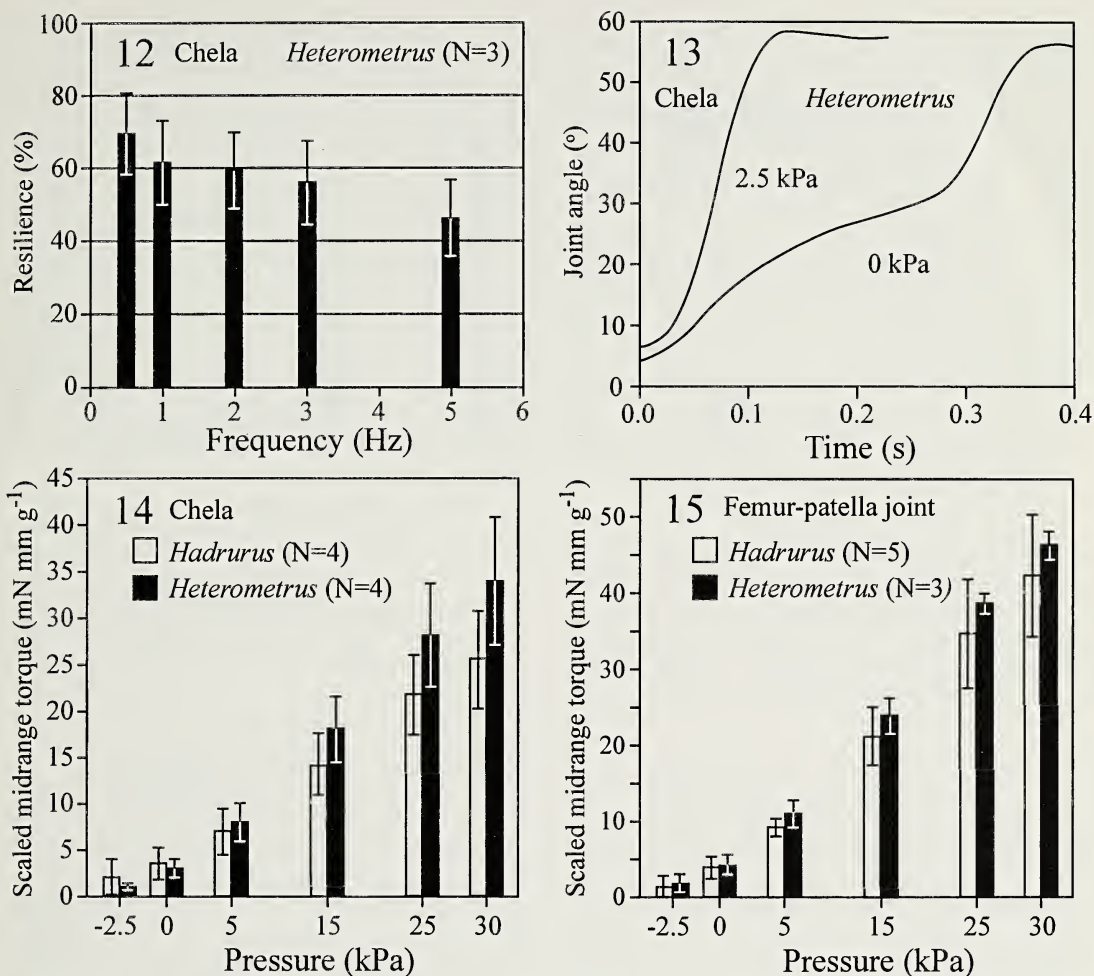 12 Chela Heterometrus (N=3)
Resilience (%)
100
80
60
40
20
0
0 1 2 3 4 5 6
Frequency (Hz)
13
Chela Heterometrus
2.5 kPa
0 kPa
Joint angle (º)
60
50
40
30
20
10
0
0.0 0.1 0.2 0.3 0.4
Time (s)
14 Chela
Hadrurus (N=4)
Heterometrus (N=4)
Scaled midrange torque (mN mm g⁻¹)
45
40
35
30
25
20
15
10
5
0
-2.5 0 5 15 25 30
Pressure (kPa)
15 Femur-patella joint
Hadrurus (N=5)
Heterometrus (N=3)
Scaled midrange torque (mN mm g⁻¹)
50
40
30
20
10
0
-2.5 0 5 15 25 30
Pressure (kPa)